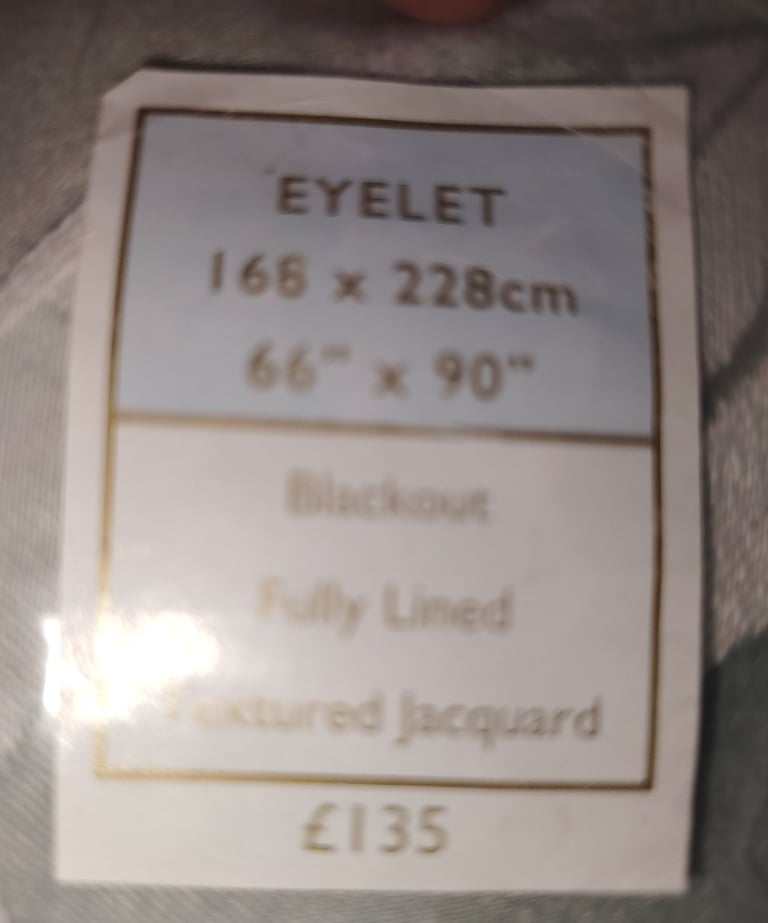 EYELET
168 x 228cm
66" x 90"
Blackout
Fully Lined
Textured Jacquard
£135